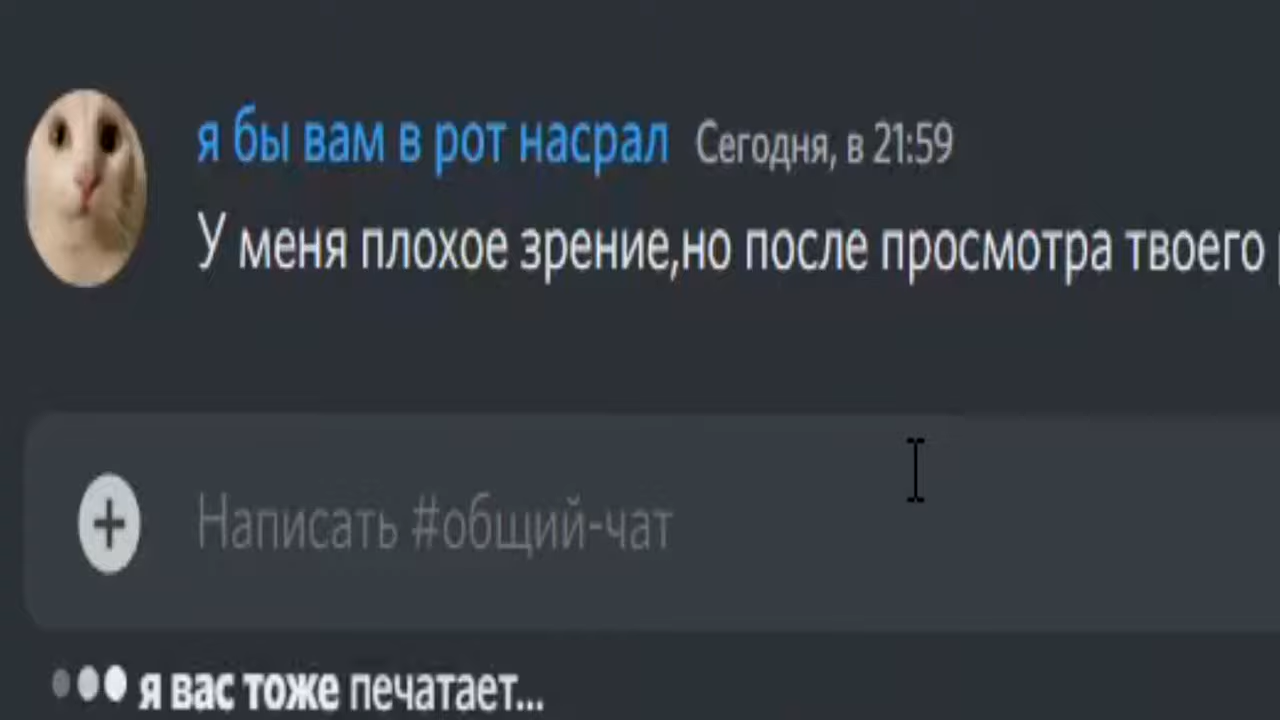 я бы вам в рот насрал Сегодня, в 21:59
У меня плохое зрение,но после просмотра твоего
Написать #общий-чат
я вас тоже печатает...